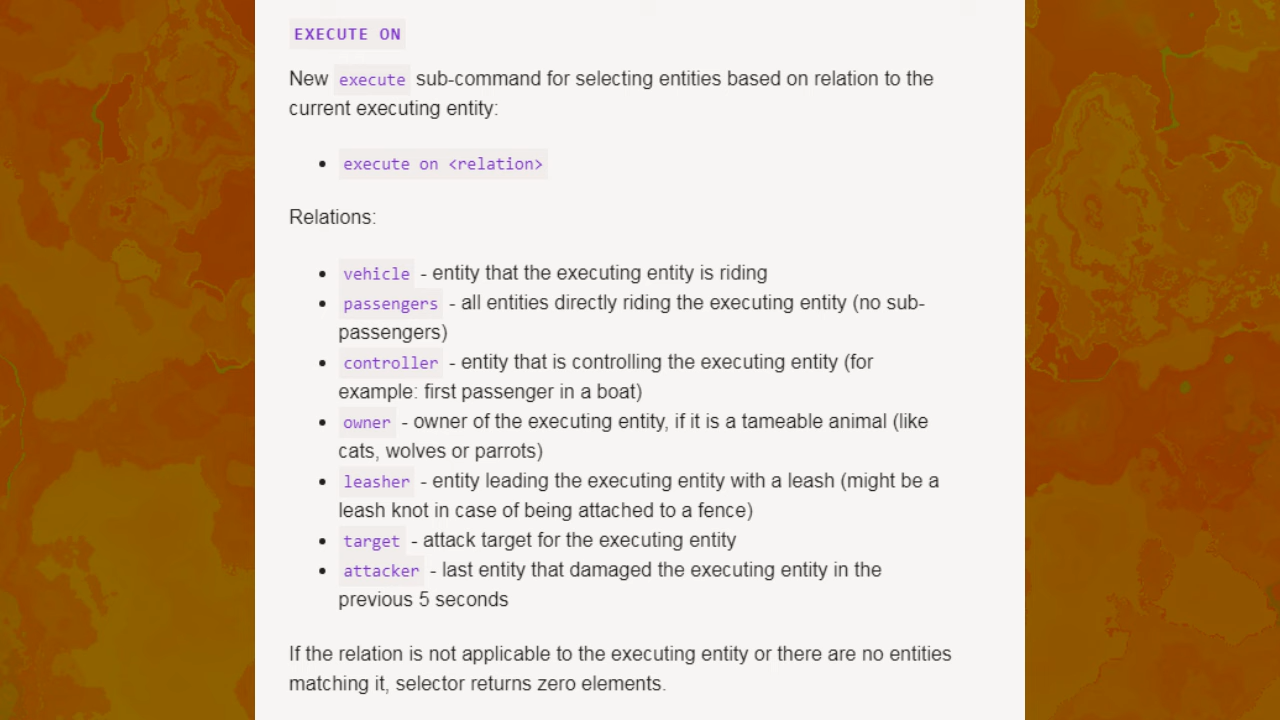 EXECUTE ON
New execute sub-command for selecting entities based on relation to the
current executing entity:
• execute on <relation>
Relations:
• vehicle - entity that the executing entity is riding
• passengers - all entities directly riding the executing entity (no sub-
passengers)
• controller - entity that is controlling the executing entity (for
example: first passenger in a boat)
• owner - owner of the executing entity, if it is a tameable animal (like
cats, wolves or parrots)
• leasher - entity leading the executing entity with a leash (might be a
leash knot in case of being attached to a fence)
• target - attack target for the executing entity
• attacker - last entity that damaged the executing entity in the
previous 5 seconds
If the relation is not applicable to the executing entity or there are no entities
matching it, selector returns zero elements.